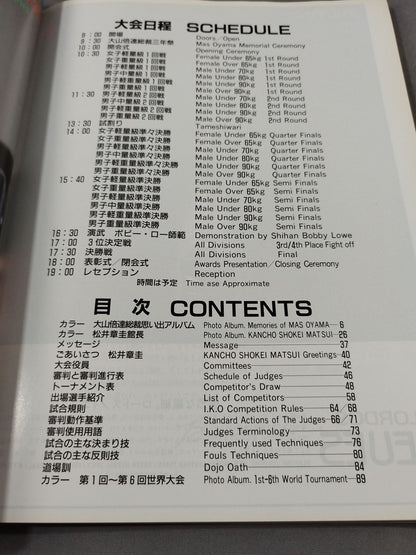 大会日程 SCHEDULE
8:00 開場 Doors/Open
9:30 大山倍達総裁三年祭 Mas Oyama Memorial Ceremony
10:00 開会式 Opening Ceremony
10:30 女子軽量級1回戦 Female Under 65kg 1st Round
女子重量級1回戦 Female Over 65kg 1st Round
男子軽量級1回戦 Male Under 70kg 1st Round
男子中量級1回戦 Male Under 80kg 1st Round
男子軽重量級1回戦 Male Under 90kg 1st Round
男子重量級1回戦 Male Over 90kg 1st Round
11:30 男子軽量級2回戦 Male Under 70kg 2nd Round
男子中量級2回戦 Male Under 80kg 2nd Round
男子軽重量級2回戦 Male Under 90kg 2nd Round
男子重量級2回戦 Male Over 90kg 2nd Round
13:30 試割り Tameshiwari
14:00 女子軽量級準々決勝 Female Under 65kg Quarter Finals
女子重量級準々決勝 Female Over 65kg Quarter Finals
男子軽量級準々決勝 Male Under 70kg Quarter Finals
男子中量級準々決勝 Male Under 80kg Quarter Finals
男子軽重量級準々決勝 Male Under 90kg Quarter Finals
男子重量級準々決勝 Male Over 90kg Quarter Finals
15:40 女子軽量級準決勝 Female Under 65kg Semi Finals
女子重量級準決勝 Female Over 65kg Semi Finals
男子軽量級準決勝 Male Under 70kg Semi Finals
男子中量級準決勝 Male Under 80kg Semi Finals
男子軽重量級準決勝 Male Under 90kg Semi Finals
男子重量級準決勝 Male Over 90kg Semi Finals
16:30 演武 ボビー・ロー師範 Demonstration by Shihan Bobby Lowe
17:00 3位決定戦 All Divisions 3rd/4th Place Fight off
17:30 決勝戦 All Divisions Final
18:00 表彰式/閉会式 Awards Presentation/Closing Ceremony
19:00 レセプション Reception
時間は予定 Time ase Approximate
目次 CONTENTS
カラー 大山倍達総裁思い出アルバム Photo Album. Memories of MAS OYAMA—6
カラー 松井章圭館長 Photo Album. KANCHO SHOKEI MATSUI—26
メッセージ Message 37
ごあいさつ 松井章圭 KANCHO SHOKEI MATSUI Greetings 40
大会役員 Committees 42
審判と審判進行表 Schedule of Judges 46
トーナメント表 Competitor's Draw 48
出場選手紹介 List of Competitors 58
試合規則 I.K.O Competition Rules 64/68
審判動作基準 Standard Actions of The Judges 66/71
審判使用用語 Judges Terminology 73
試合の主な決まり技 Frequently used Techniques 76
試合の主な反則技 Fouls Techniques 80
道場訓 Dojo Oath 84
カラー 第1回〜第6回世界大会 Photo Album. 1st-6th World Tournament—89